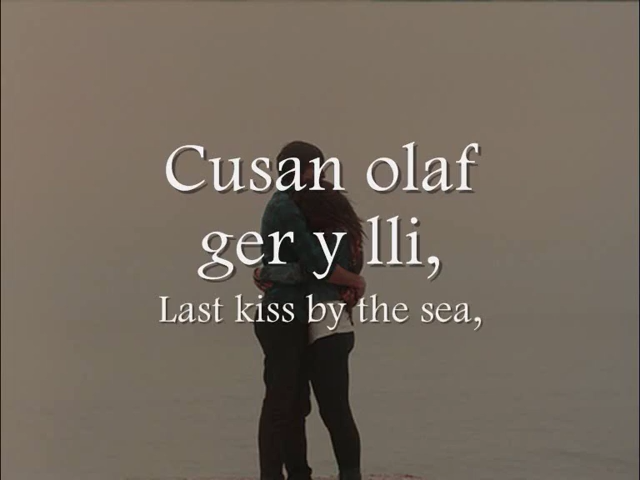 Cusan olaf
ger y lli,
Last kiss by the sea,